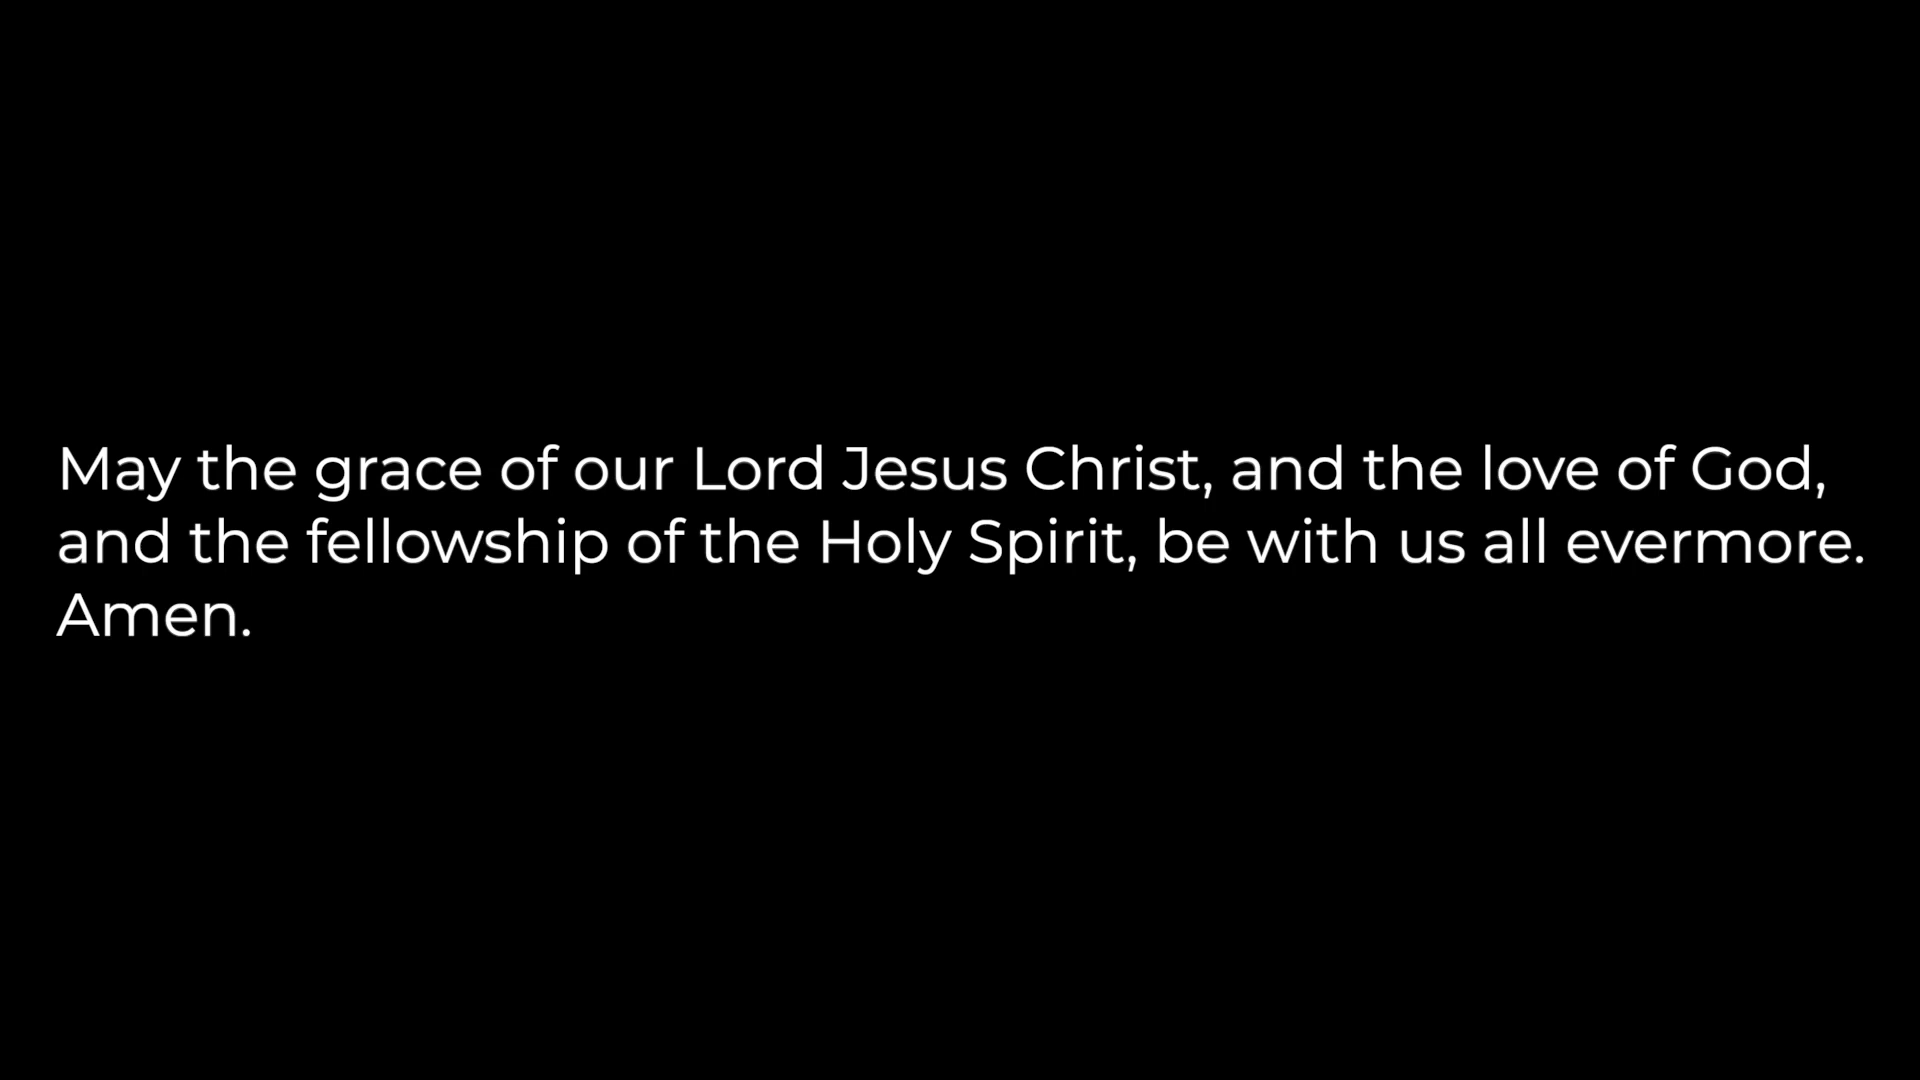 May the grace of our Lord Jesus Christ, and the love of God,
and the fellowship of the Holy Spirit, be with us all evermore.
Amen.